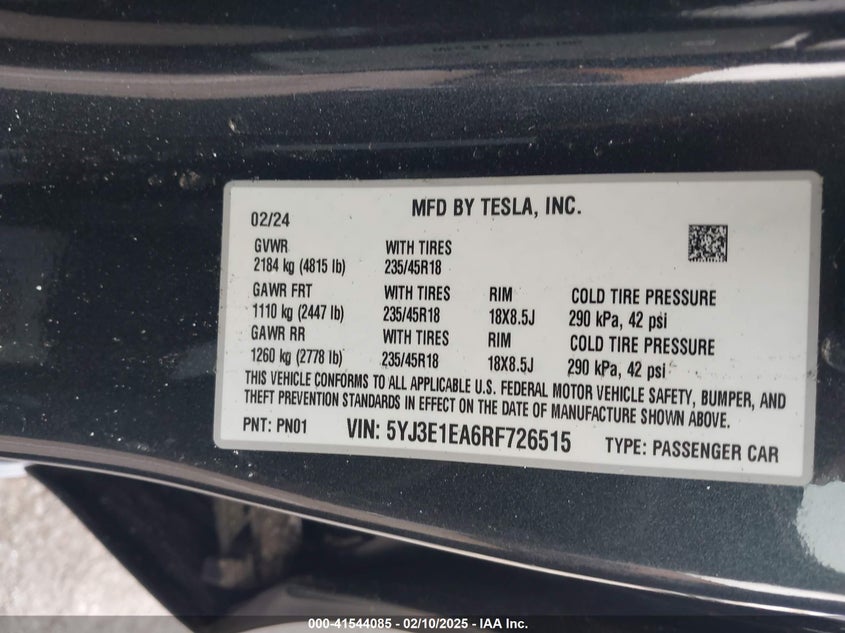 MFD BY TESLA, INC.
02/24
GVWR WITH TIRES
2184 kg (4815 lb) 235/45R18
GAWR FRT WITH TIRES RIM COLD TIRE PRESSURE
1110 kg (2447 lb) 235/45R18 18X8.5J 290 kPa, 42 psi
GAWR RR WITH TIRES RIM COLD TIRE PRESSURE
1260 kg (2778 lb) 235/45R18 18X8.5J 290 kPa, 42 psi
THIS VEHICLE CONFORMS TO ALL APPLICABLE U.S. FEDERAL MOTOR VEHICLE SAFETY, BUMPER, AND
THEFT PREVENTION STANDARDS IN EFFECT ON THE DATE OF MANUFACTURE SHOWN ABOVE.
PNT: PN01 VIN: 5YJ3E1EA6RF726515 TYPE: PASSENGER CAR
000-41544085 - 02/10/2025 - IAA Inc.